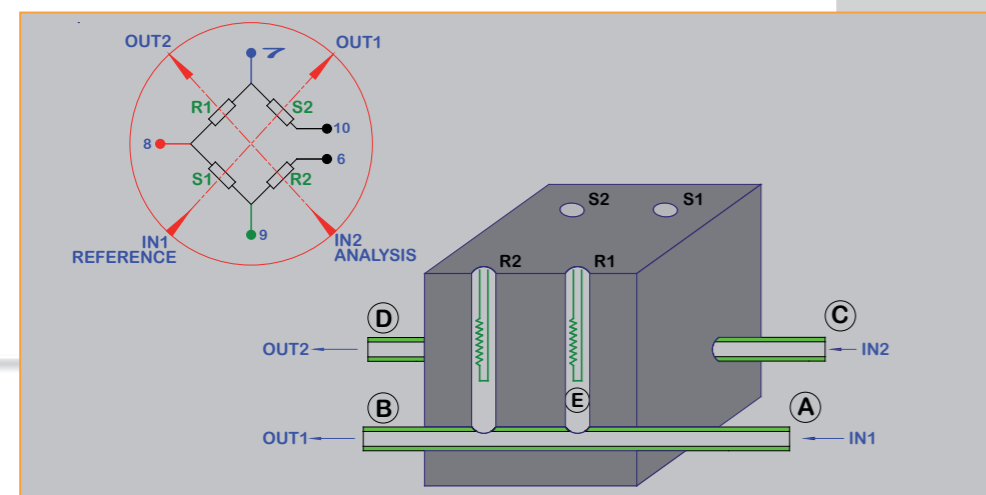 OUT2
7
OUT1
R1
S2
10
8
6
S1
R2
9
IN1
REFERENCE
IN2
ANALYSIS
S2
S1
R2
R1
D
C
OUT2
IN2
E
B
A
OUT1
IN1